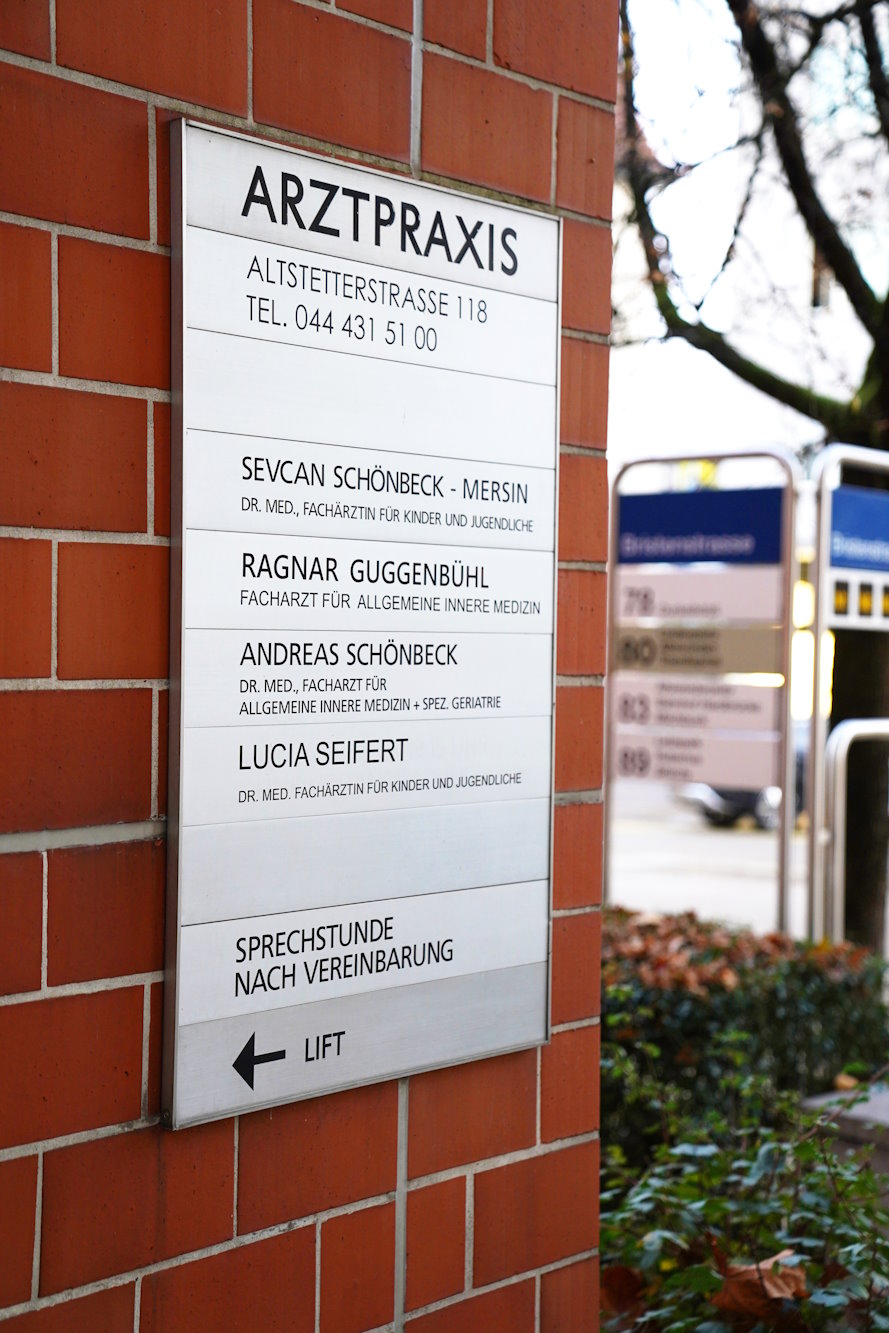 ARZTPRAXIS
ALTSTETTERSTRASSE 118
TEL. 044 431 51 00
SEVCAN SCHÖNBECK - MERSIN
DR. MED., FACHÄRZTIN FÜR KINDER UND JUGENDLICHE
RAGNAR GUGGENBÜHL
FACHARZT FÜR ALLGEMEINE INNERE MEDIZIN
ANDREAS SCHÖNBECK
DR. MED., FACHARZT FÜR
ALLGEMEINE INNERE MEDIZIN + SPEZ. GERIATRIE
LUCIA SEIFERT
DR. MED. FACHÄRZTIN FÜR KINDER UND JUGENDLICHE
SPRECHSTUNDE
NACH VEREINBARUNG
← LIFT
Bristenstrasse
78
80
83
89
Bristenstrasse